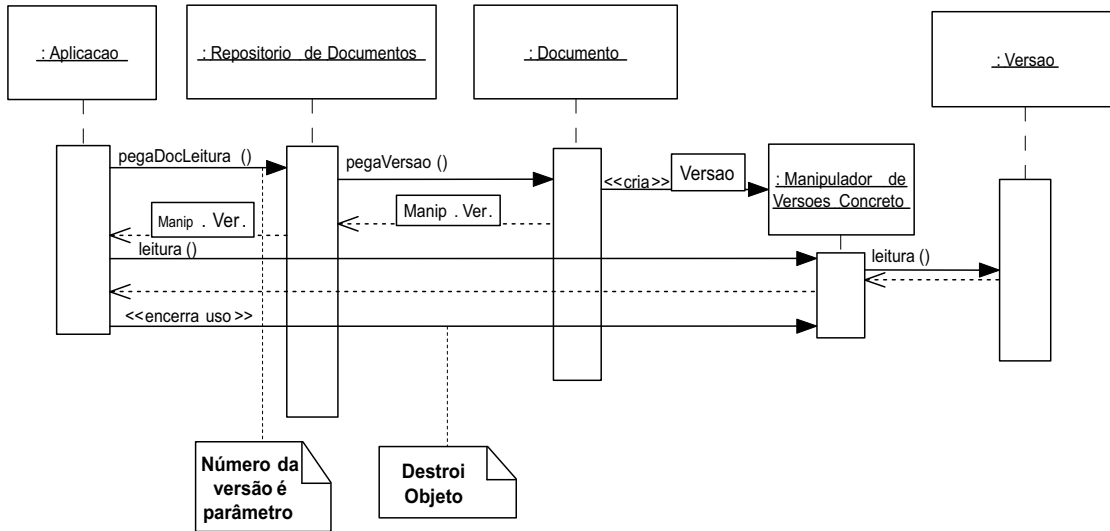 : Aplicacao
: Repositorio de Documentos
: Documento
: Versao
pegaDocLeitura ()
pegaVersao ()
<<cria>>
Versao
: Manipulador de
Versoes Concreto
Manip . Ver.
Manip . Ver.
leitura ()
leitura ()
<<encerra uso>>
Número da
versão é
parâmetro
Destroi
Objeto